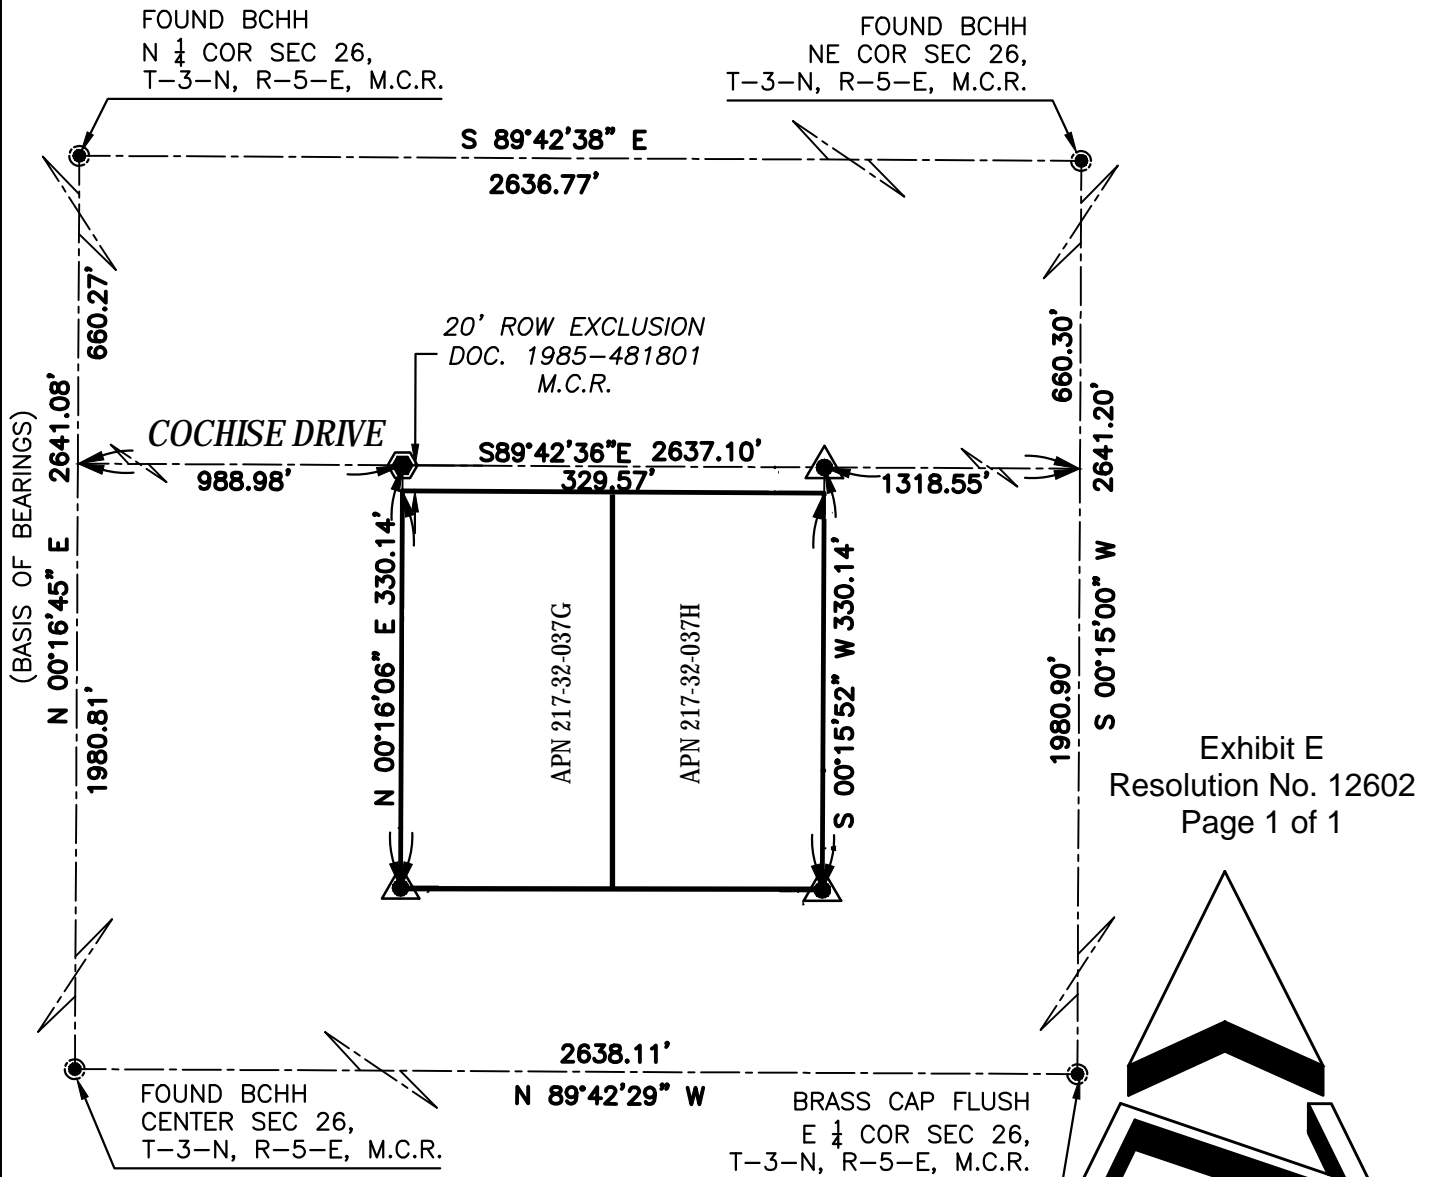 FOUND BCHH
N 1/4 COR SEC 26,
T-3-N, R-5-E, M.C.R.
FOUND BCHH
NE COR SEC 26,
T-3-N, R-5-E, M.C.R.
S 89°42'38" E
2636.77'
660.27'
660.30'
20' ROW EXCLUSION
DOC. 1985-481801
M.C.R.
(BASIS OF BEARINGS)
N 00°16'45" E 2641.08'
COCHISE DRIVE
988.98'
S89°42'36"E 2637.10'
329.57'
1318.55'
S 00°15'00" W 2641.20'
N 00°16'06" E 330.14'
APN 217-32-037G
APN 217-32-037H
S 00°15'52" W 330.14'
1980.81'
1980.90'
Exhibit E
Resolution No. 12602
Page 1 of 1
2638.11'
N 89°42'29" W
FOUND BCHH
CENTER SEC 26,
T-3-N, R-5-E, M.C.R.
BRASS CAP FLUSH
E 1/4 COR SEC 26,
T-3-N, R-5-E, M.C.R.